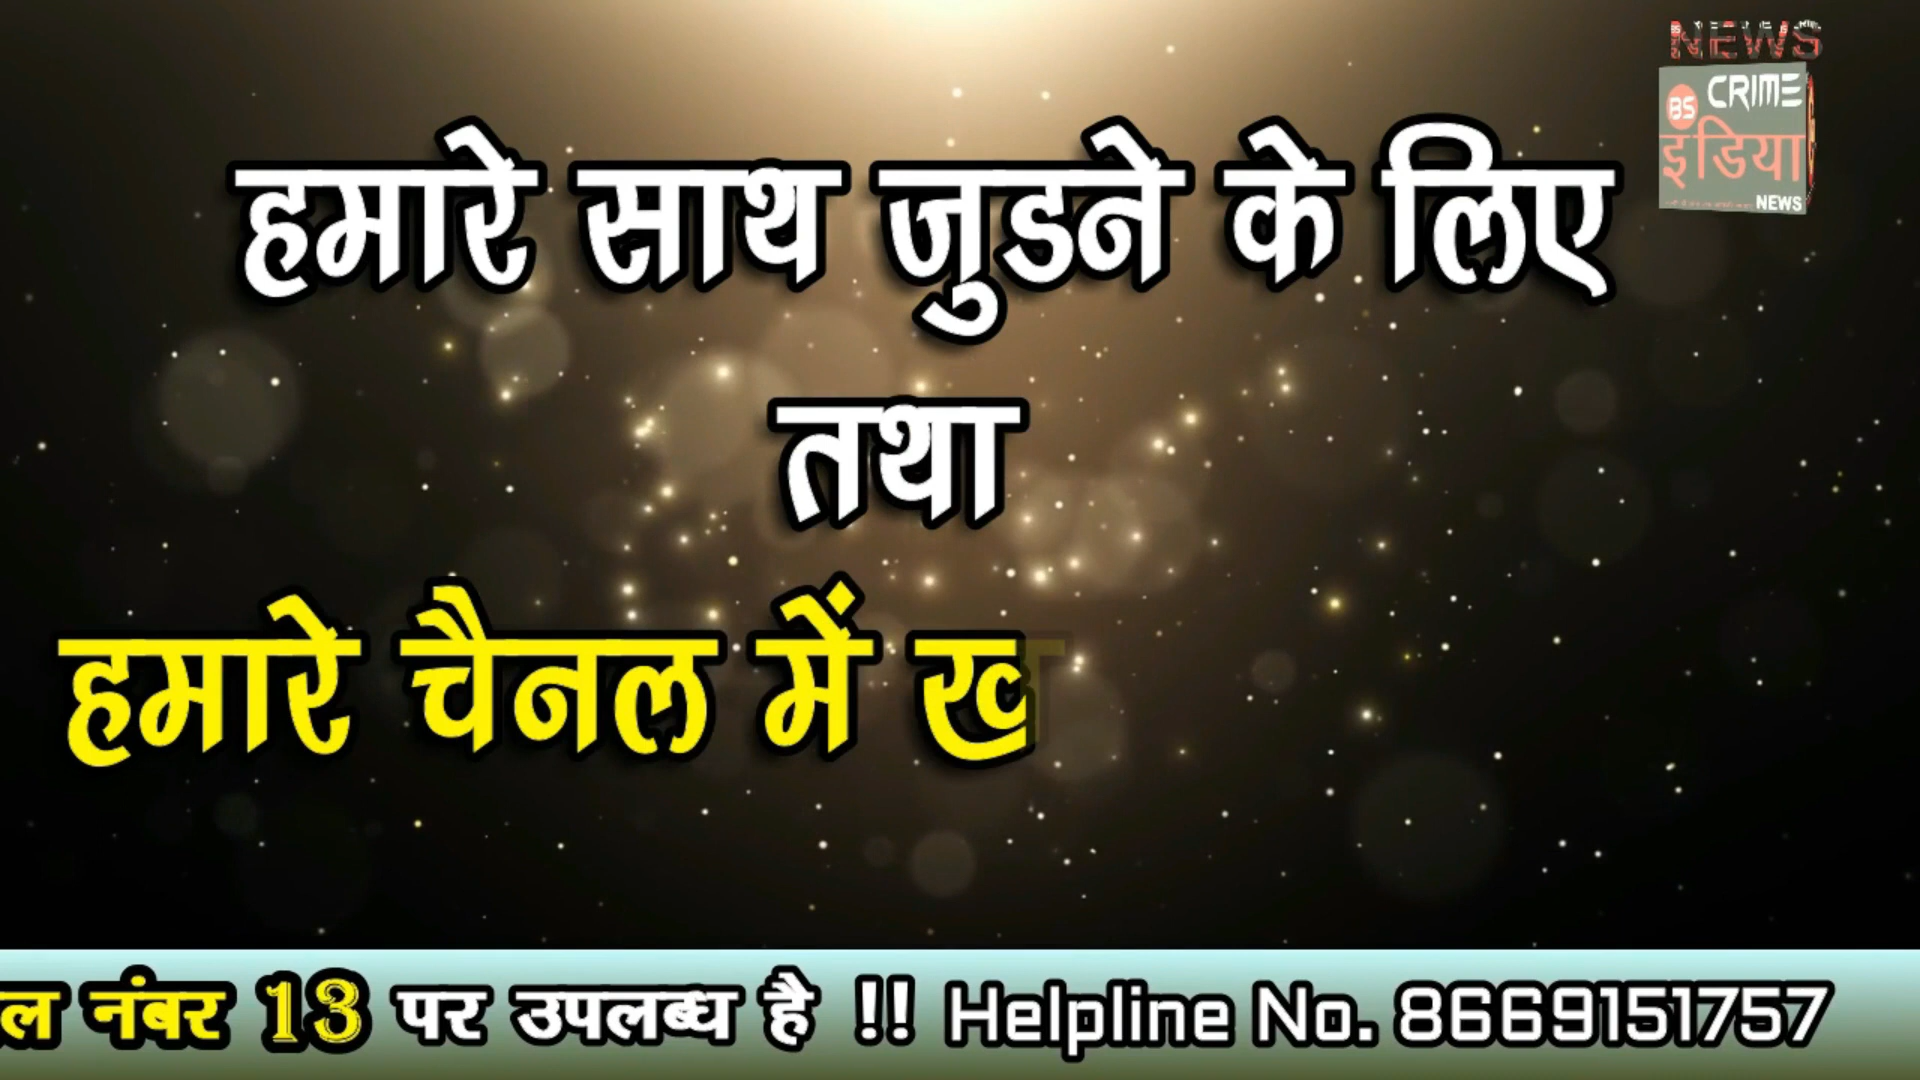 NEWS
BS CRIME
इंडिया
NEWS
हमारे साथ जुडने के लिए
तथा
हमारे चैनल में ख
ल नंबर 13 पर उपलब्ध है !! Helpline No. 8669151757